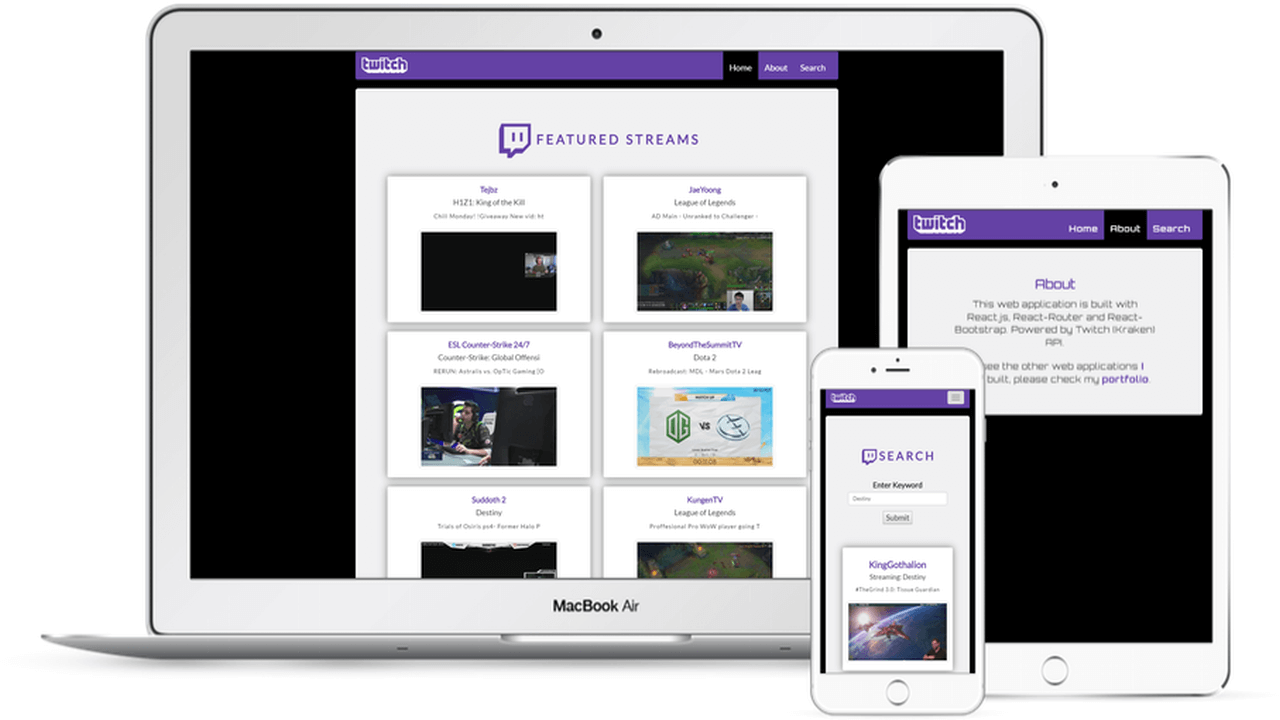 twitch
Home About Search
FEATURED STREAMS
Tejbz
H1Z1: King of the Kill
Chill Monday! !Giveaway New vid: ht
JaeYoong
League of Legends
AD Main - Unranked to Challenger -
ESL Counter-Strike 24/7
Counter-Strike: Global Offensi
RERUN: Astralis vs. OpTic Gaming [O
BeyondTheSummitTV
Dota 2
Rebroadcast: MDL - Mars Dota 2 Leag
VS
Suddoth 2
Destiny
Trials of Osiris ps4- Former Halo P
KungenTV
League of Legends
Proffesional Pro WoW player going T
MacBook Air
twitch
Home About Search
About
This web application is built with
React.js, React-Router and React-
Bootstrap. Powered by Twitch (Kraken)
API.
see the other web applications I
built, please check my portfolio.
twitch
SEARCH
Enter Keyword
Destiny
Submit
KingGothalion
Streaming: Destiny
#TheGrind 3.0: Tissue Guardian